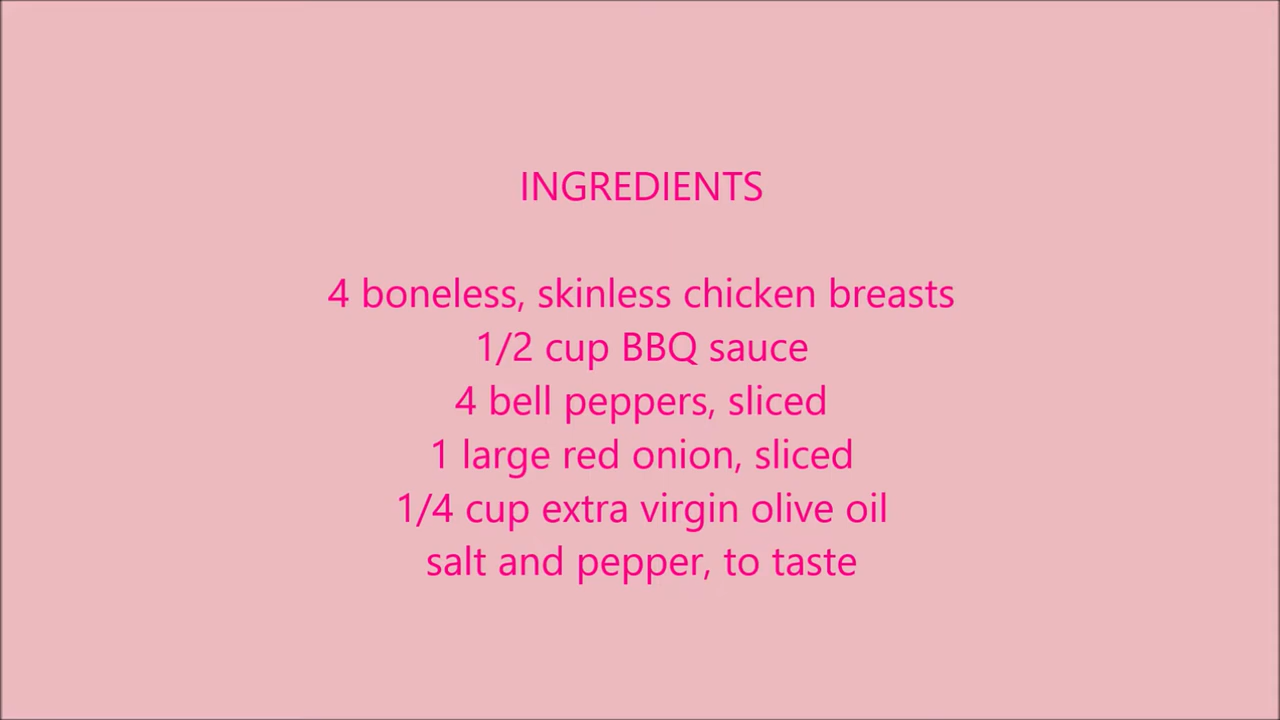 INGREDIENTS
4 boneless, skinless chicken breasts
1/2 cup BBQ sauce
4 bell peppers, sliced
1 large red onion, sliced
1/4 cup extra virgin olive oil
salt and pepper, to taste